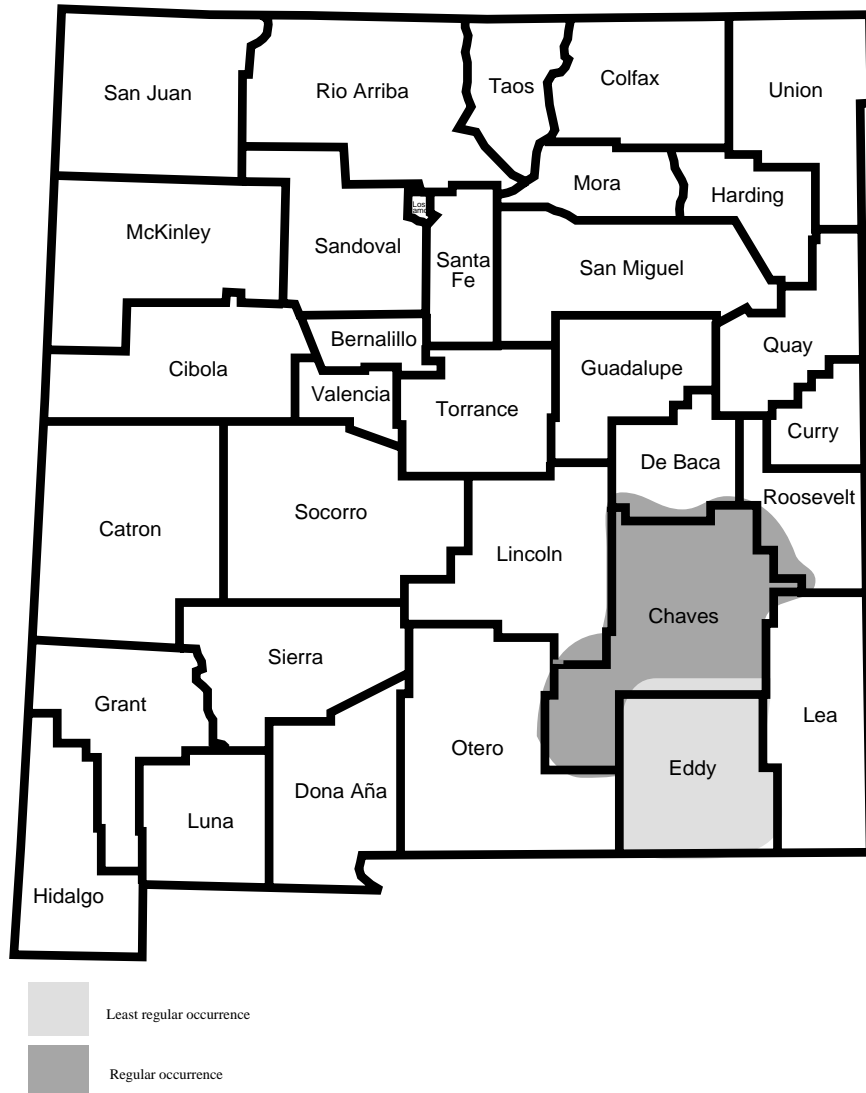 San Juan
Rio Arriba
Taos
Colfax
Union
Mora
Harding
Los
McKinley
Sandoval
Santa
Fe
San Miguel
Bernalillo
Quay
Cibola
Guadalupe
Valencia
Torrance
Curry
De Baca
Roosevelt
Catron
Socorro
Lincoln
Chaves
Sierra
Grant
Lea
Otero
Eddy
Dona Aña
Luna
Hidalgo
Least regular occurrence
Regular occurrence